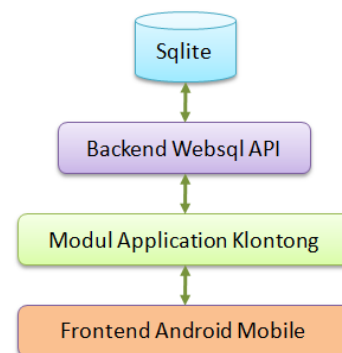 Sqlite
Backend Websql API
Modul Application Klontong
Frontend Android Mobile